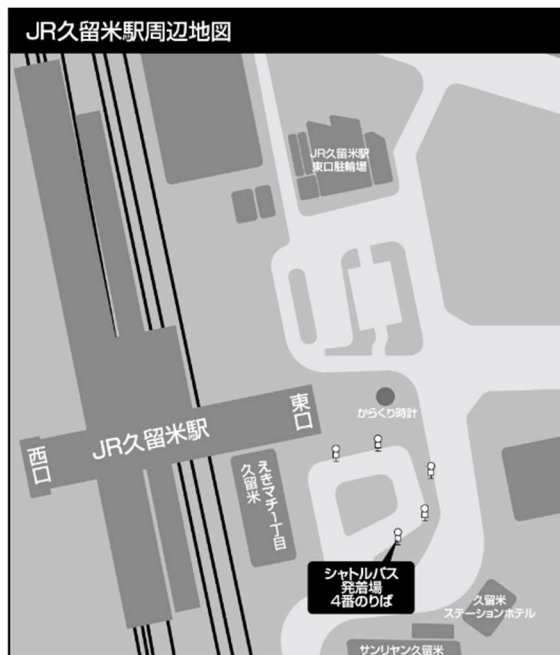 JR久留米駅周辺地図
JR久留米駅
東口駐輪場
からくり時計
東口
JR久留米駅
西口
えきマチ1丁目
久留米
シャトルバス
発着場
4番のりば
久留米
ステーションホテル
サンリヤン久留米